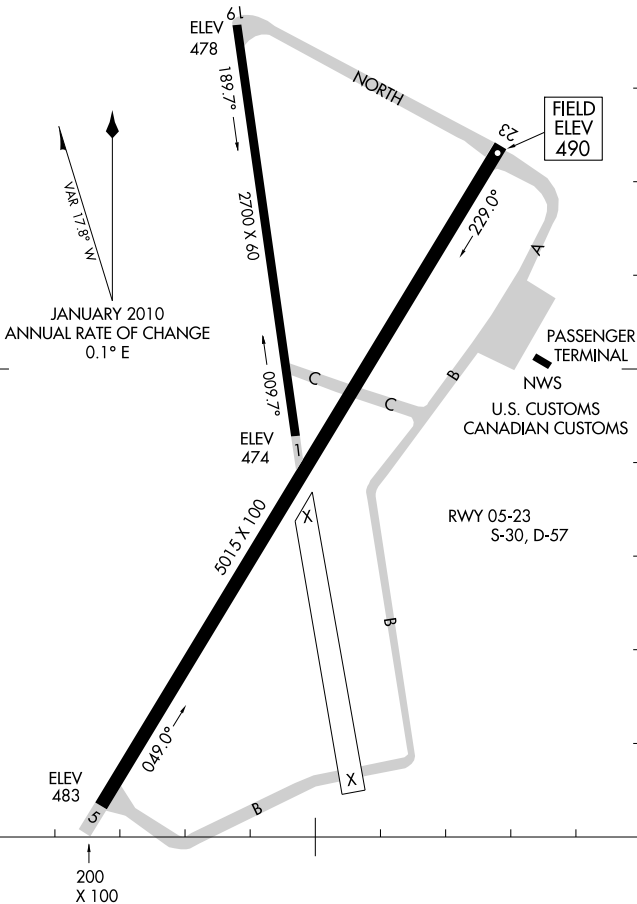 19
ELEV
478
189.7°
NORTH
23
FIELD
ELEV
490
2700 X 60
229.0°
VAR 17.8° W
A
JANUARY 2010
ANNUAL RATE OF CHANGE
0.1° E
PASSENGER
TERMINAL
NWS
U.S. CUSTOMS
CANADIAN CUSTOMS
009.7°
C
C
B
ELEV
474
1
X
5015 X 100
RWY 05-23
S-30, D-57
B
049.0°
X
ELEV
483
5
B
200
X 100